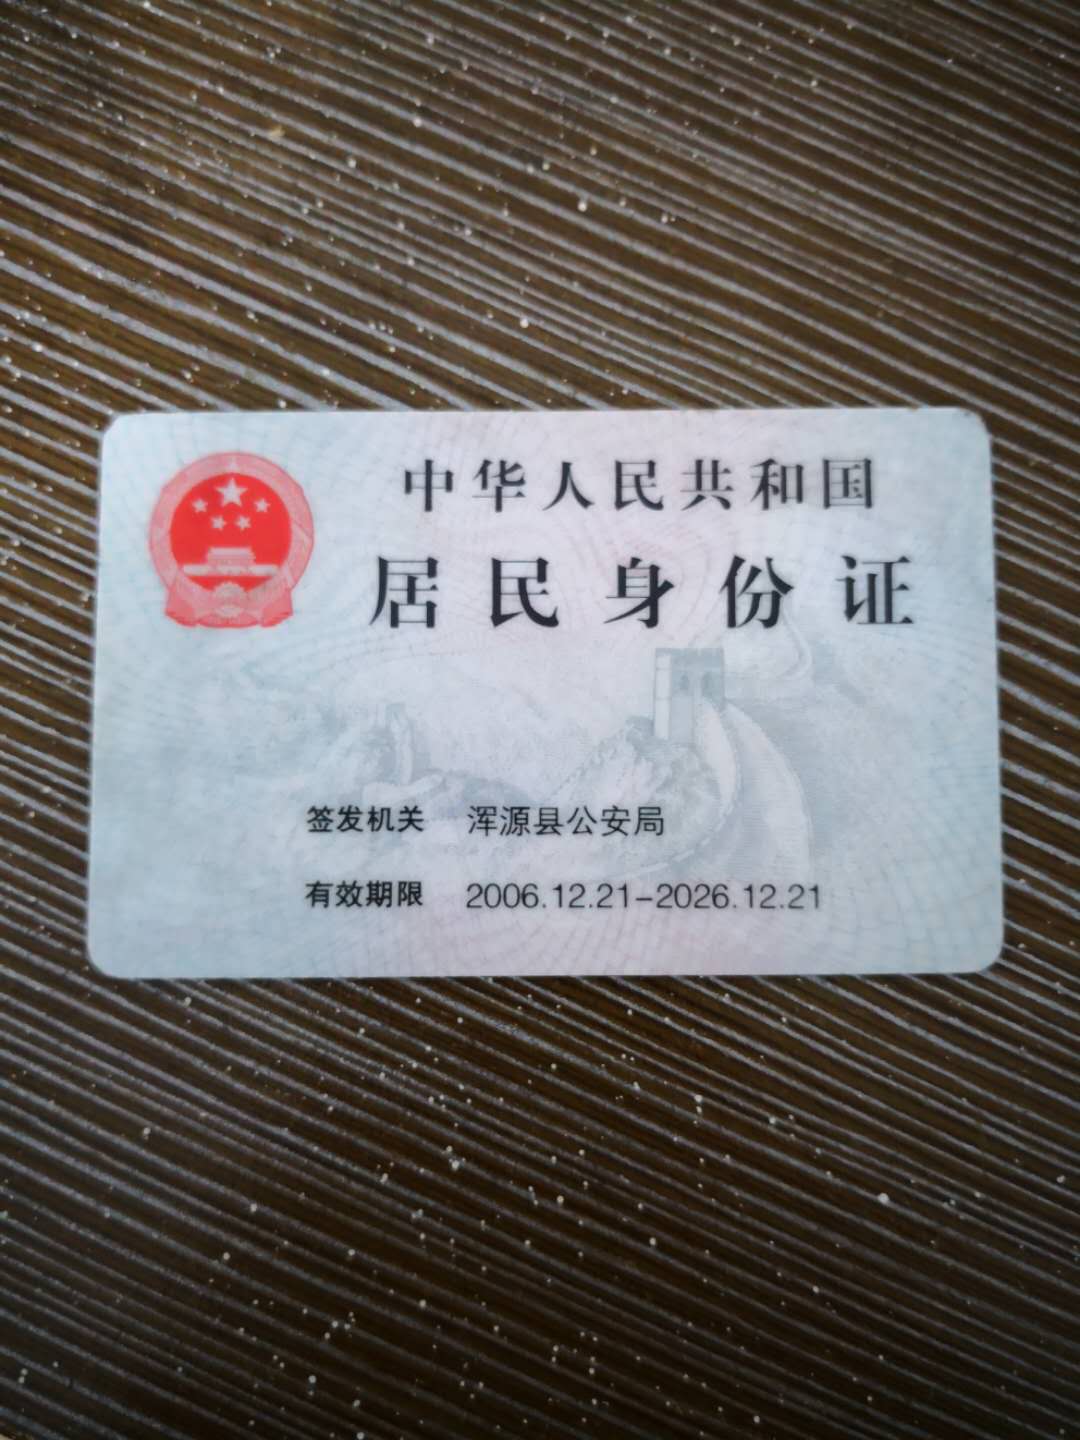 中华人民共和国
居民身份证
签发机关 浑源县公安局
有效期限 2006.12.21-2026.12.21